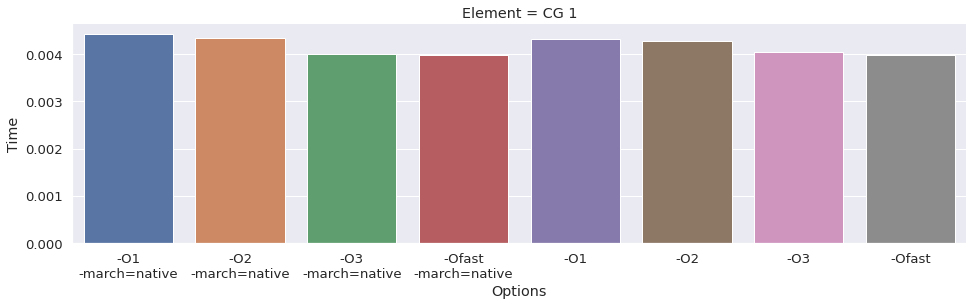 Element = CG 1
Time
0.004
0.003
0.002
0.001
0.000
-O1
-march=native
-O2
-march=native
-O3
-march=native
-Ofast
-march=native
-O1
-O2
-O3
-Ofast
Options